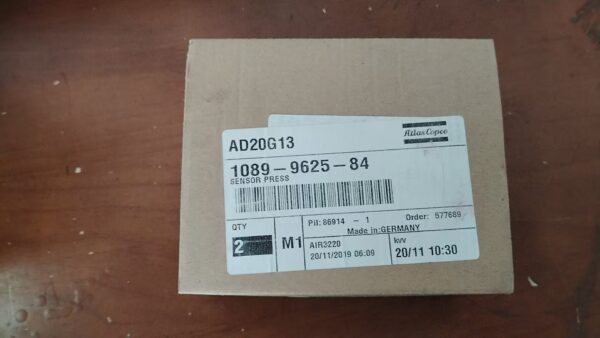 AD20G13
Atlas Copco
1089-9625-84
SENSOR PRESS
QTY
2
M1
Pil: 86914 - 1 Order: 577689
Made in: GERMANY
AIR3220
20/11/2019 06:09
kvv
20/11 10:30